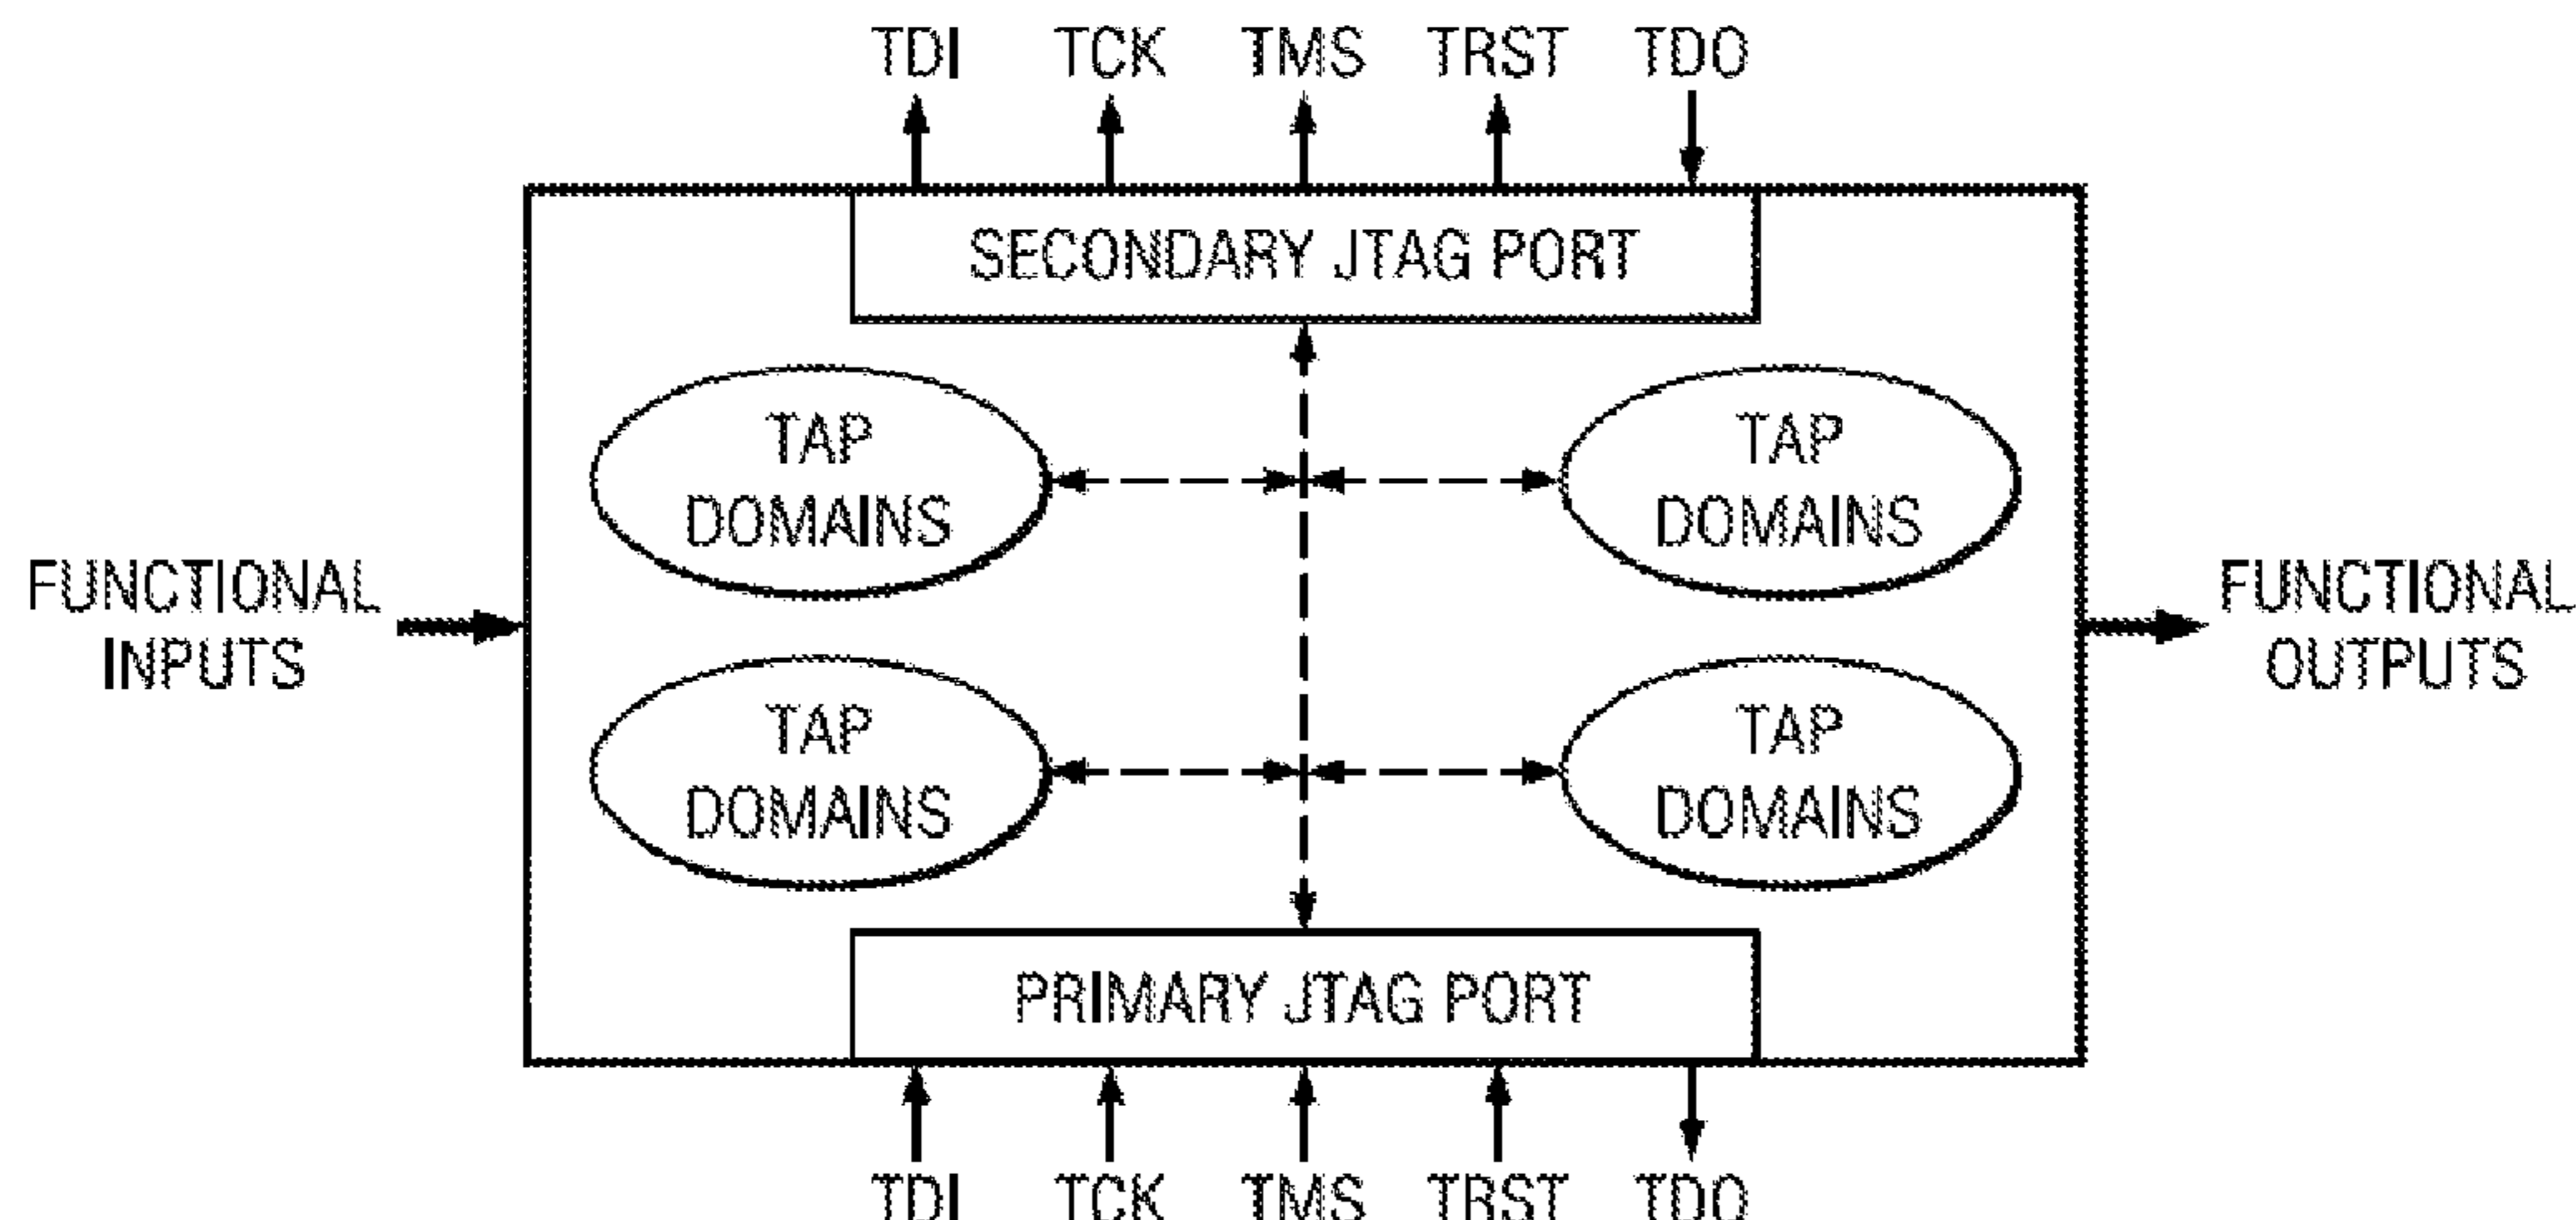 TDI TCK TMS TRST TDO
SECONDARY JTAG PORT
TAP
DOMAINS
TAP
DOMAINS
FUNCTIONAL
INPUTS
FUNCTIONAL
OUTPUTS
TAP
DOMAINS
TAP
DOMAINS
PRIMARY JTAG PORT
TDI TCK TMS TRST TDO